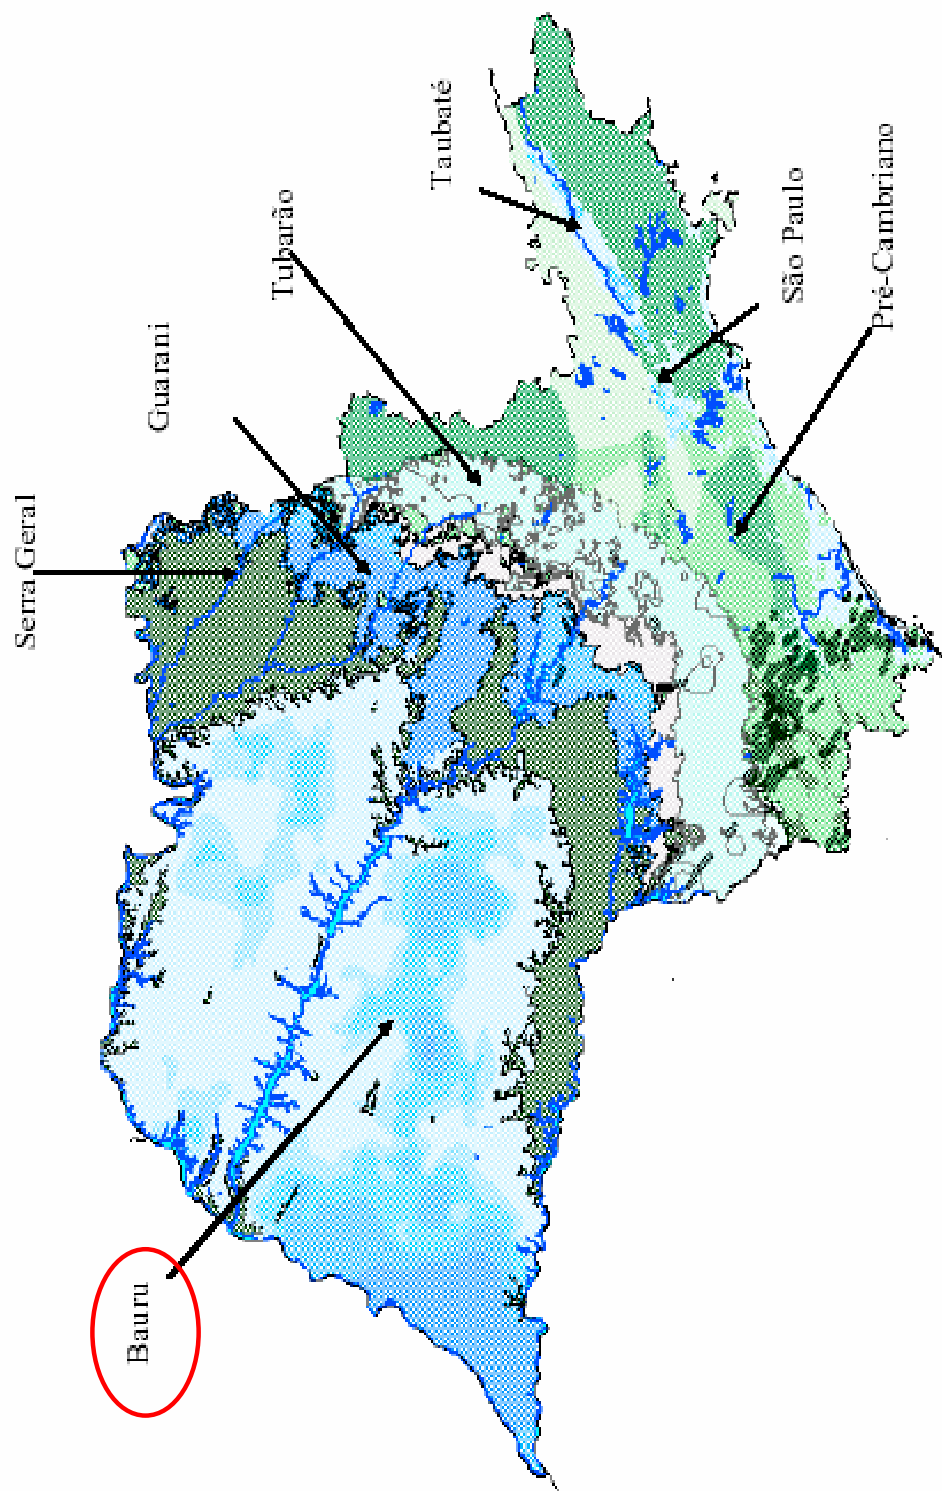 Bauru
Serra Geral
Guarani
Tubarão
Taubaté
São Paulo
Pré-Cambriano